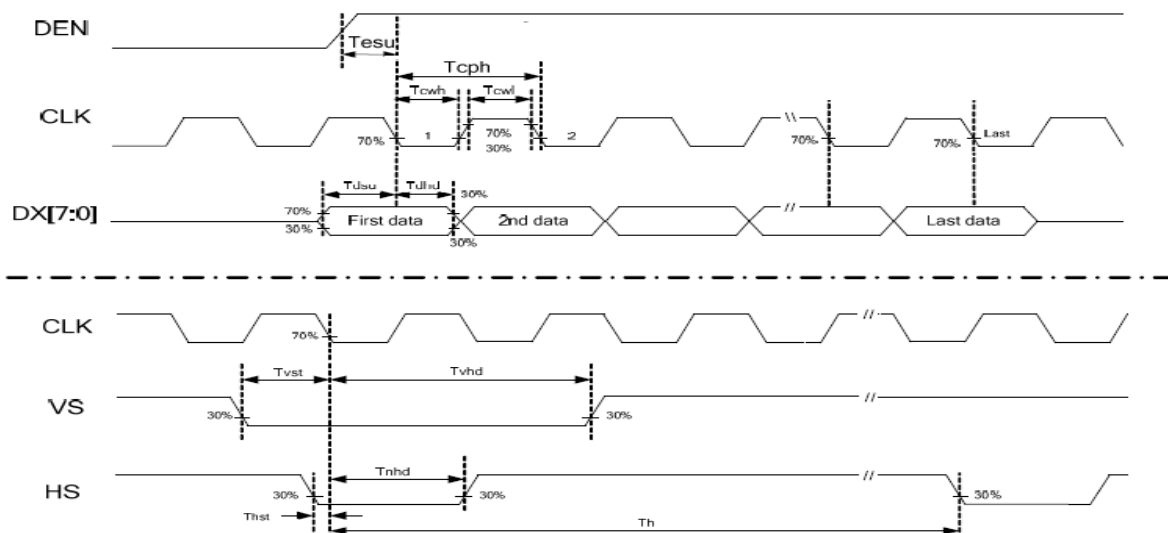 DEN
Tesu
Tcph
Tcwh
Tcwl
CLK
70%
1
70%
30%
2
\\
70%
70%
Last
Tdsu
Tdhd
30%
DX[7:0]
70%
30%
First data
30%
2nd data
//
Last data
CLK
70%
//
Tvst
Tvhd
VS
30%
30%
//
Tnhd
HS
30%
30%
//
30%
Thst
Th